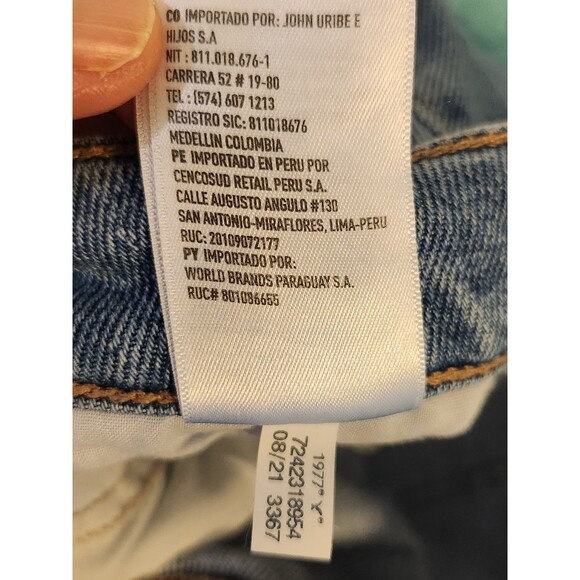 CO IMPORTADO POR: JOHN URIBE E
HIJOS S.A
NIT : 811.018.676-1
CARRERA 52 # 19-80
TEL : (574) 607 1213
REGISTRO SIC: 811018676
MEDELLIN COLOMBIA
PE IMPORTADO EN PERU POR
CENCOSUD RETAIL PERU S.A.
CALLE AUGUSTO ANGULO #130
SAN ANTONIO-MIRAFLORES, LIMA-PERU
RUC: 20109072177
PY IMPORTADO POR:
WORLD BRANDS PARAGUAY S.A.
RUC# 801086655
1977" Y"
7242318954
08/21 3367